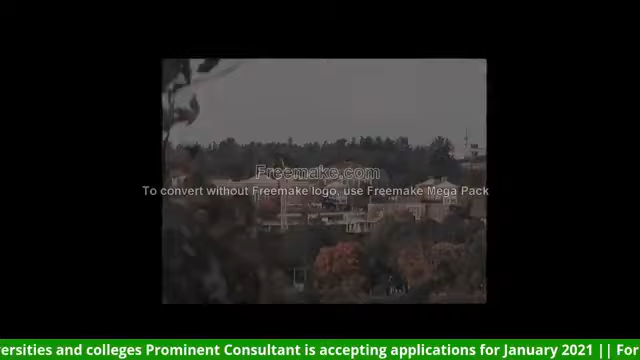 Freemake.com
To convert without Freemake logo, use Freemake Mega Pack
ersities and colleges Prominent Consultant is accepting applications for January 2021 || For